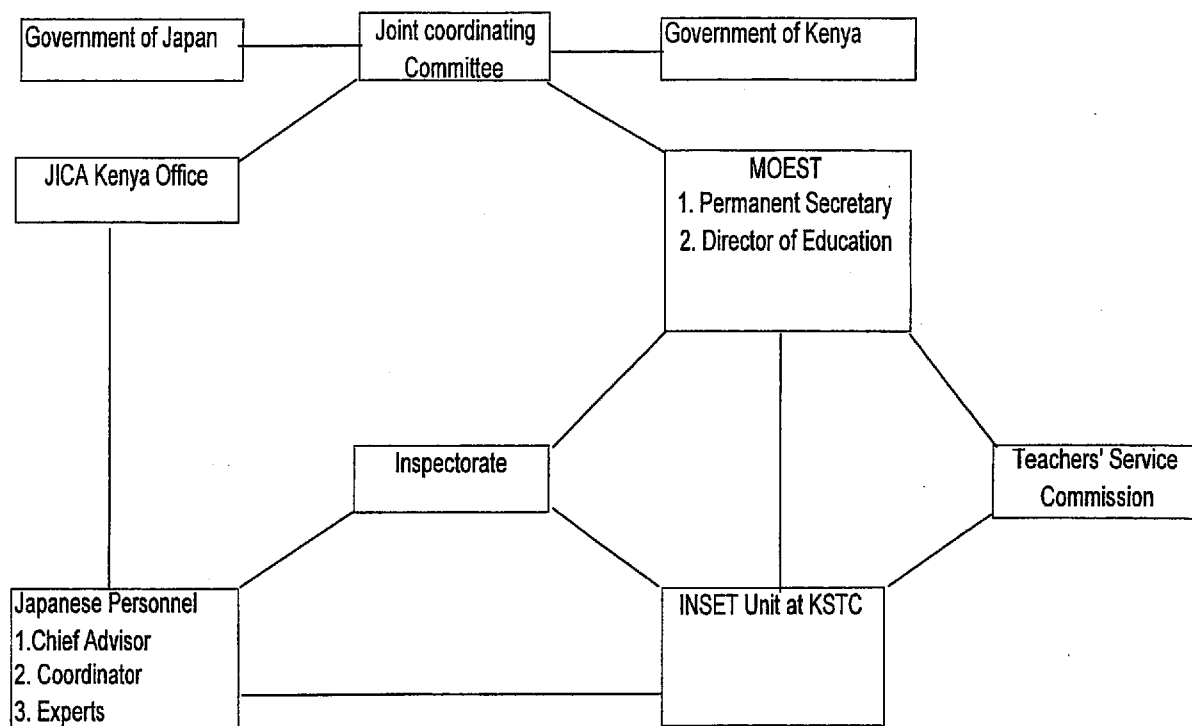 Government of Japan
Joint coordinating
Committee
Government of Kenya
JICA Kenya Office
MOEST
1. Permanent Secretary
2. Director of Education
Inspectorate
Teachers' Service
Commission
Japanese Personnel
1.Chief Advisor
2. Coordinator
3. Experts
INSET Unit at KSTC